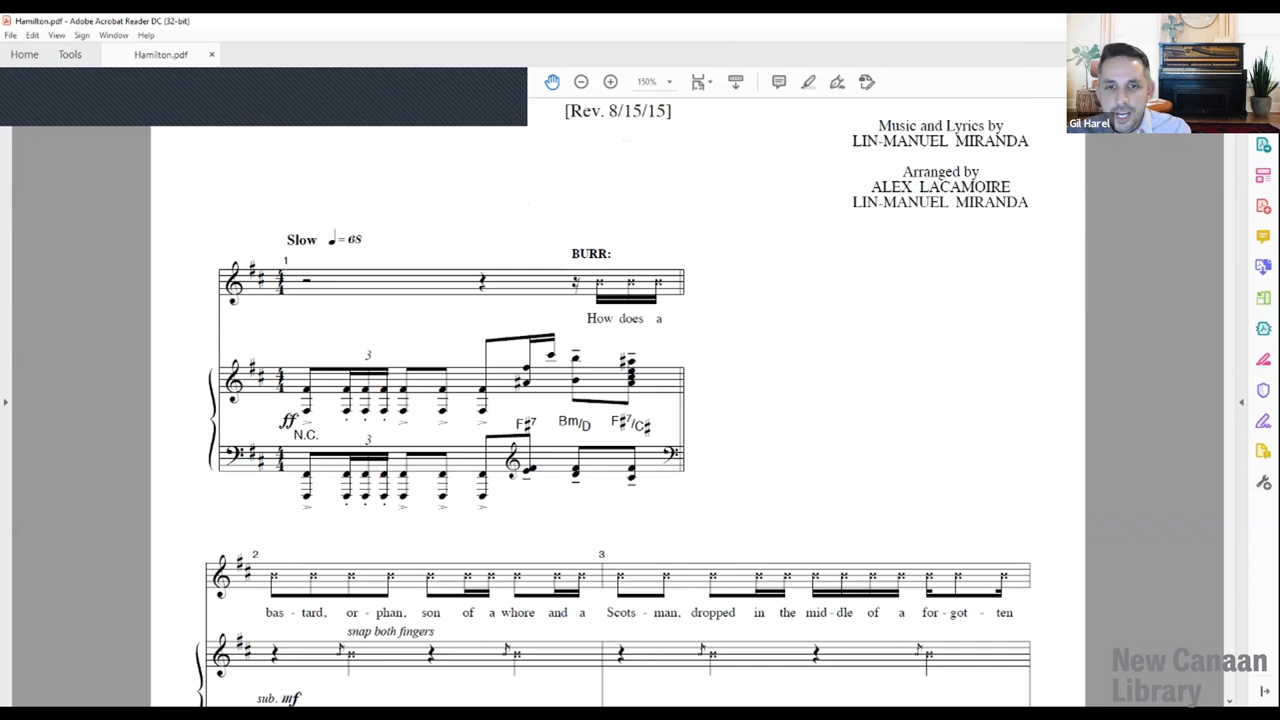 Hamilton.pdf - Adobe Acrobat Reader DC (32-bit)
File Edit View Sign Window Help
Home Tools Hamilton.pdf ×
150%
[Rev. 8/15/15]
Music and Lyrics by
LIN-MANUEL MIRANDA
Arranged by
ALEX LACAMOIRE
LIN-MANUEL MIRANDA
Gil Harel
Slow ♩ = 68
1
BURR:
How does a
3
ff
N.C.
F#7 Bm/D F#7/C#
3
2 3
bas - tard, or - phan, son of a whore and a Scots - man, dropped in the mid - dle of a for - got - ten
snap both fingers
sub. mf
New Canaan
Library